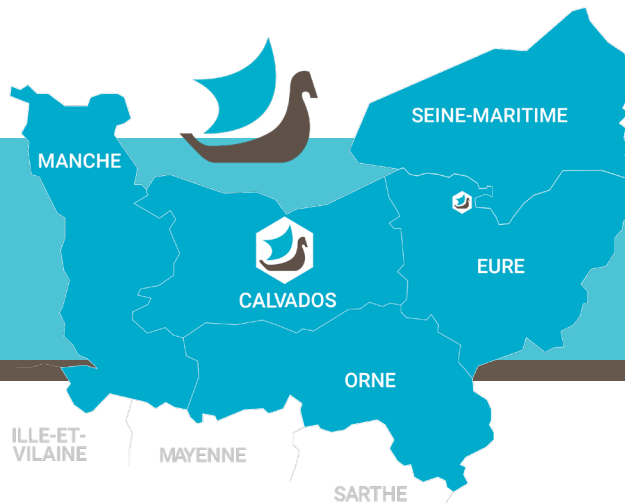 SEINE-MARITIME
MANCHE
EURE
CALVADOS
ORNE
ILLE-ET-
VILAINE
MAYENNE
SARTHE